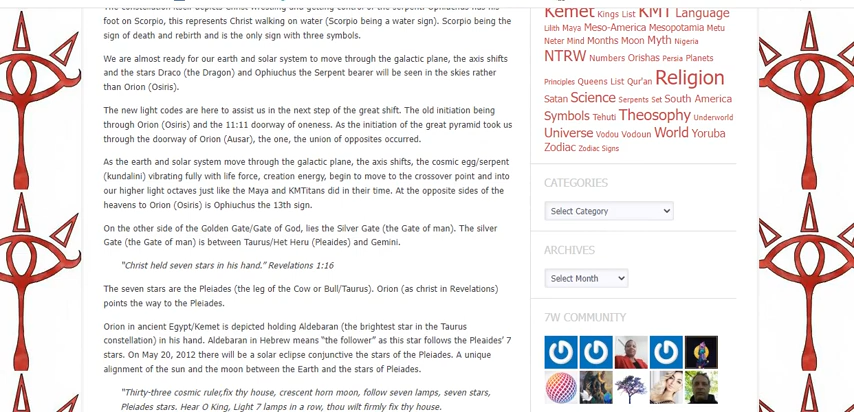 The constellation itself depicts Christ wrestling and getting control of the serpent. Ophiuchus has his
foot on Scorpio, this represents Christ walking on water (Scorpio being a water sign). Scorpio being the
sign of death and rebirth and is the only sign with three symbols.
We are almost ready for our earth and solar system to move through the galactic plane, the axis shifts
and the stars Draco (the Dragon) and Ophiuchus the Serpent bearer will be seen in the skies rather
than Orion (Osiris).
The new light codes are here to assist us in the next step of the great shift. The old initiation being
through Orion (Osiris) and the 11:11 doorway of oneness. As the initiation of the great pyramid took us
through the doorway of Orion (Ausar), the one, the union of opposites occurred.
As the earth and solar system move through the galactic plane, the axis shifts, the cosmic egg/serpent
(kundalini) vibrating fully with life force, creation energy, begin to move to the crossover point and into
our higher light octaves just like the Maya and KMTitans did in their time. At the opposite sides of the
heavens to Orion (Osiris) is Ophiuchus the 13th sign.
On the other side of the Golden Gate/Gate of God, lies the Silver Gate (the Gate of man). The silver
Gate (the Gate of man) is between Taurus/Het Heru (Pleaides) and Gemini.
"Christ held seven stars in his hand." Revelations 1:16
The seven stars are the Pleiades (the leg of the Cow or Bull/Taurus). Orion (as christ in Revelations)
points the way to the Pleiades.
Orion in ancient Egypt/Kemet is depicted holding Aldebaran (the brightest star in the Taurus
constellation) in his hand. Aldebaran in Hebrew means "the follower" as this star follows the Pleaides' 7
stars. On May 20, 2012 there will be a solar eclipse conjunctive the stars of the Pleiades. A unique
alignment of the sun and the moon between the Earth and the stars of Pleiades.
"Thirty-three cosmic ruler,fix thy house, crescent horn moon, follow seven lamps, seven stars,
Pleiades stars. Hear O King, Light 7 lamps in a row, thou wilt firmly fix thy house.
Kemet Kings List KMT Language
Lilith Maya Meso-America Mesopotamia Metu
Neter Mind Months Moon Myth Nigeria
NTRW Numbers Orishas Persia Planets
Principles Queens List Qur'an Religion
Satan Science Serpents Set South America
Symbols Tehuti Theosophy Underworld
Universe Vodou Vodoun World Yoruba
Zodiac Zodiac Signs
CATEGORIES
Select Category
ARCHIVES
Select Month
7W COMMUNITY